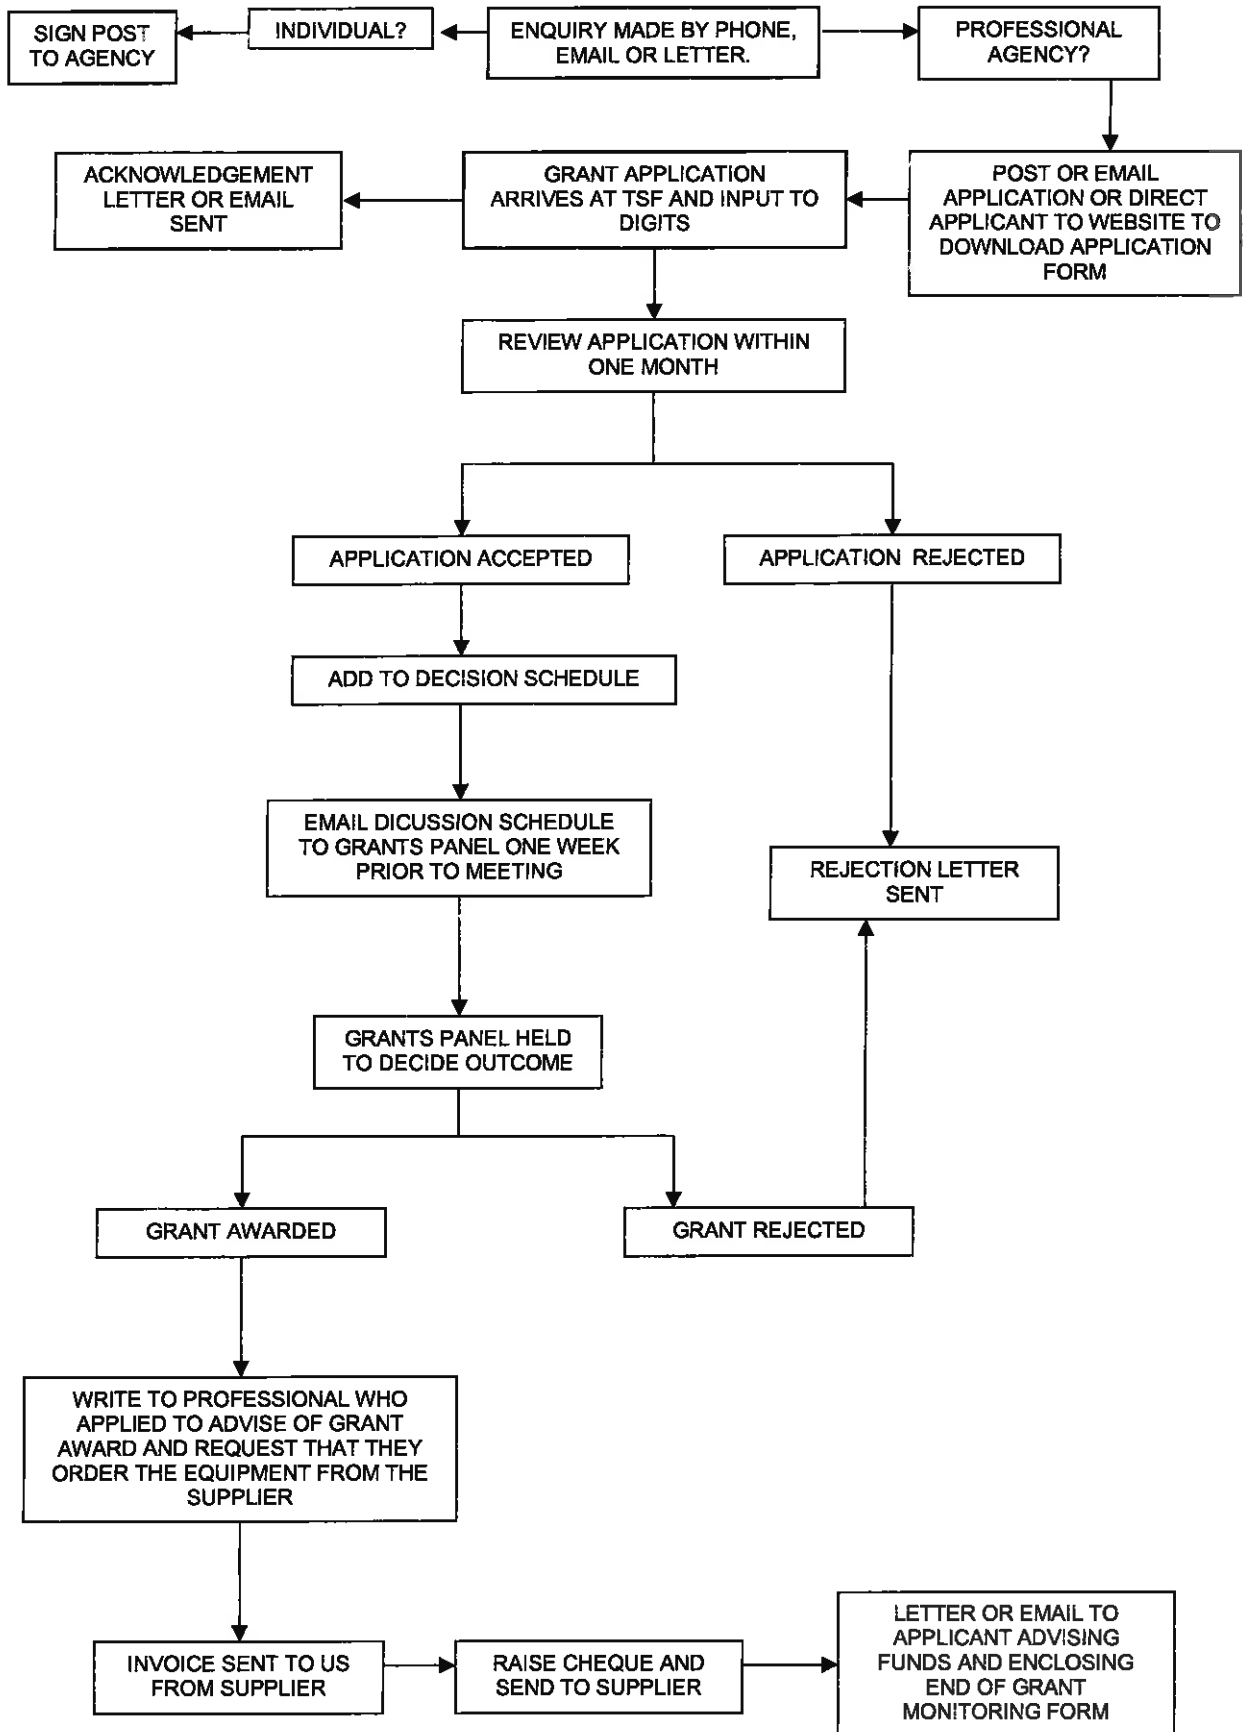 SIGN POST
TO AGENCY
INDIVIDUAL?
ENQUIRY MADE BY PHONE,
EMAIL OR LETTER.
PROFESSIONAL
AGENCY?
ACKNOWLEDGEMENT
LETTER OR EMAIL
SENT
GRANT APPLICATION
ARRIVES AT TSF AND INPUT TO
DIGITS
POST OR EMAIL
APPLICATION OR DIRECT
APPLICANT TO WEBSITE TO
DOWNLOAD APPLICATION
FORM
REVIEW APPLICATION WITHIN
ONE MONTH
APPLICATION ACCEPTED
APPLICATION REJECTED
ADD TO DECISION SCHEDULE
EMAIL DICUSSION SCHEDULE
TO GRANTS PANEL ONE WEEK
PRIOR TO MEETING
REJECTION LETTER
SENT
GRANTS PANEL HELD
TO DECIDE OUTCOME
GRANT AWARDED
GRANT REJECTED
WRITE TO PROFESSIONAL WHO
APPLIED TO ADVISE OF GRANT
AWARD AND REQUEST THAT THEY
ORDER THE EQUIPMENT FROM THE
SUPPLIER
INVOICE SENT TO US
FROM SUPPLIER
RAISE CHEQUE AND
SEND TO SUPPLIER
LETTER OR EMAIL TO
APPLICANT ADVISING
FUNDS AND ENCLOSING
END OF GRANT
MONITORING FORM